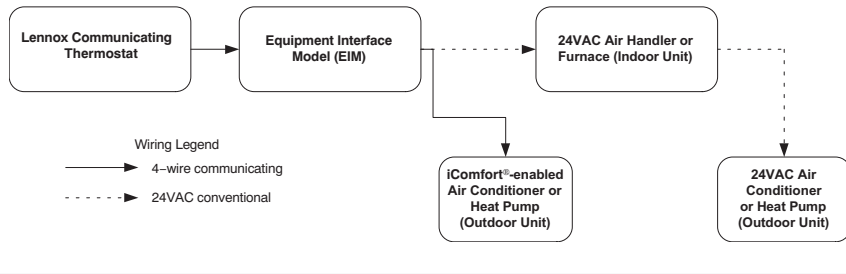 Lennox Communicating
Thermostat
Equipment Interface
Model (EIM)
24VAC Air Handler or
Furnace (Indoor Unit)
Wiring Legend
4−wire communicating
24VAC conventional
iComfort®-enabled
Air Conditioner or
Heat Pump
(Outdoor Unit)
24VAC Air
Conditioner
or Heat Pump
(Outdoor Unit)